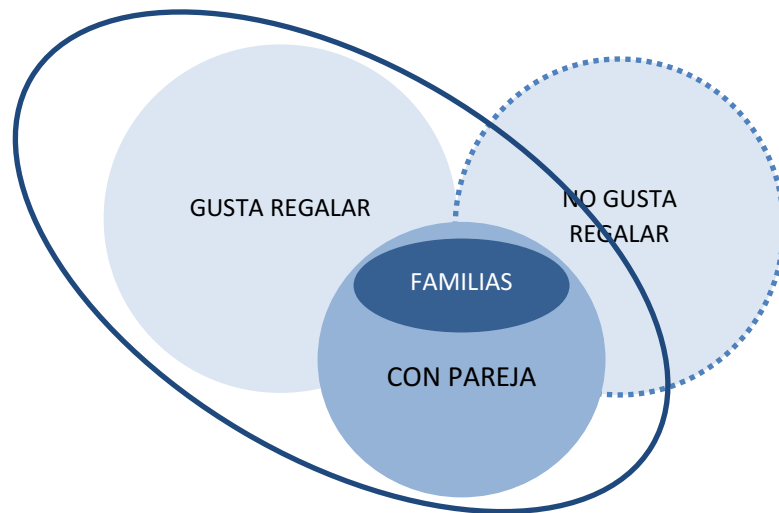 GUSTA REGALAR
NO GUSTA
REGALAR
FAMILIAS
CON PAREJA